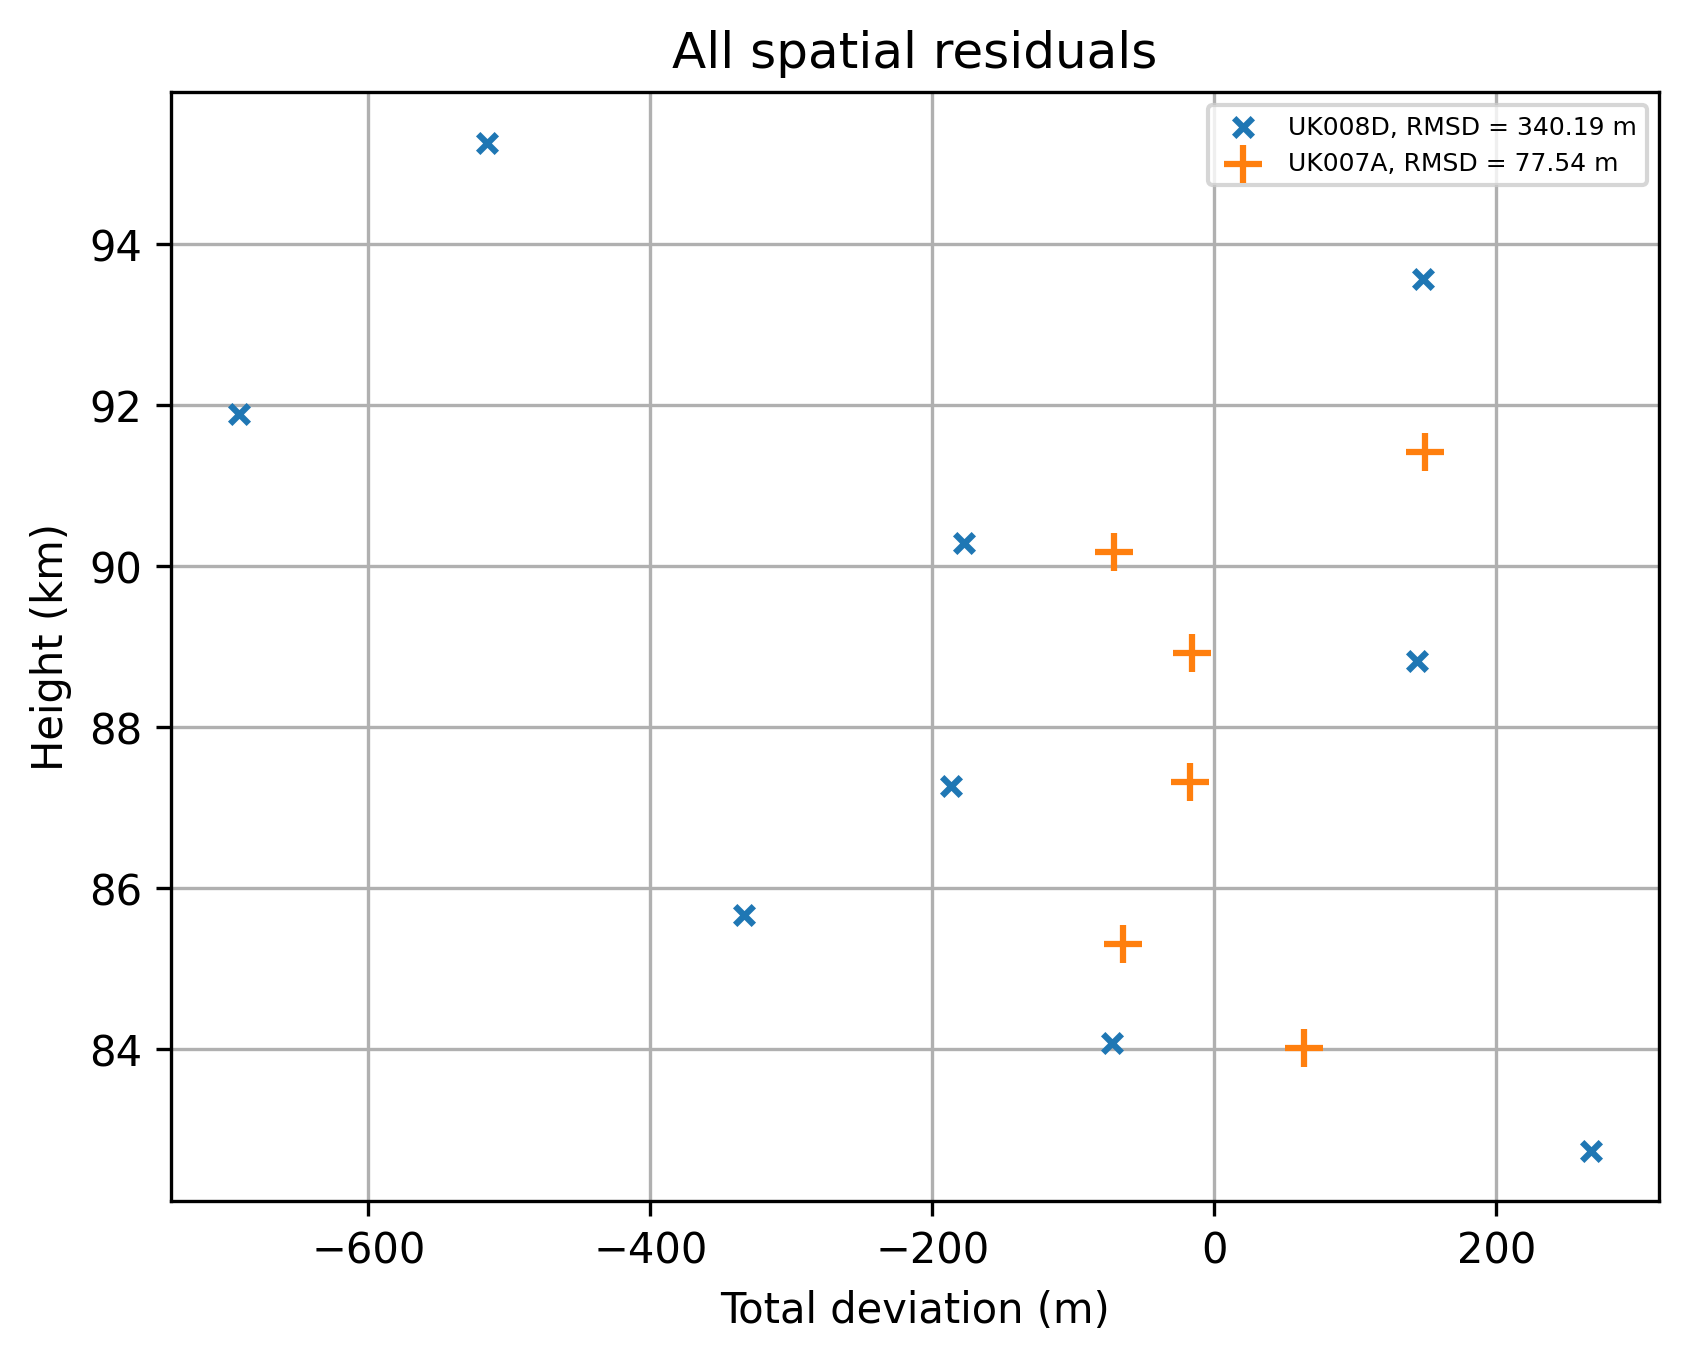 All spatial residuals
UK008D, RMSD = 340.19 m
UK007A, RMSD = 77.54 m
Height (km)
94
92
90
88
86
84
−600 −400 −200 0 200
Total deviation (m)